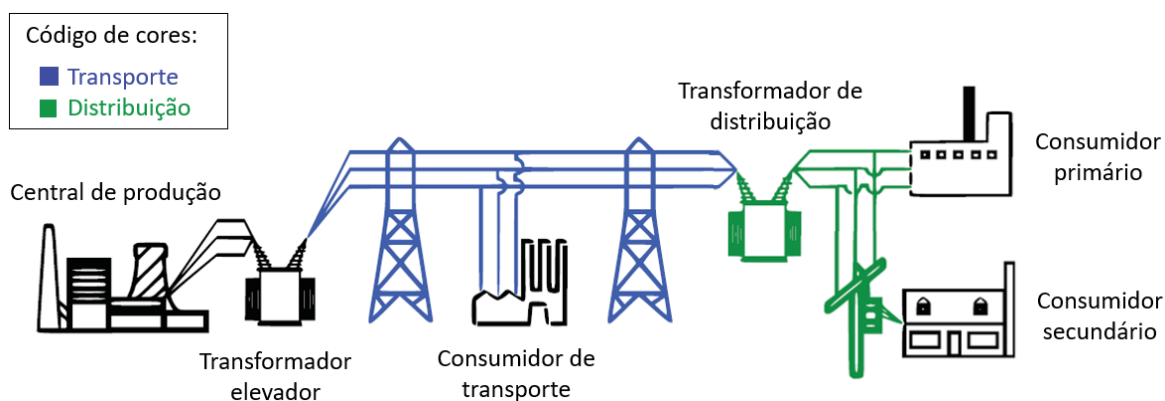 Código de cores:
Transporte
Distribuição
Transformador de
distribuição
Consumidor
primário
Central de produção
Consumidor
secundário
Transformador
elevador
Consumidor de
transporte